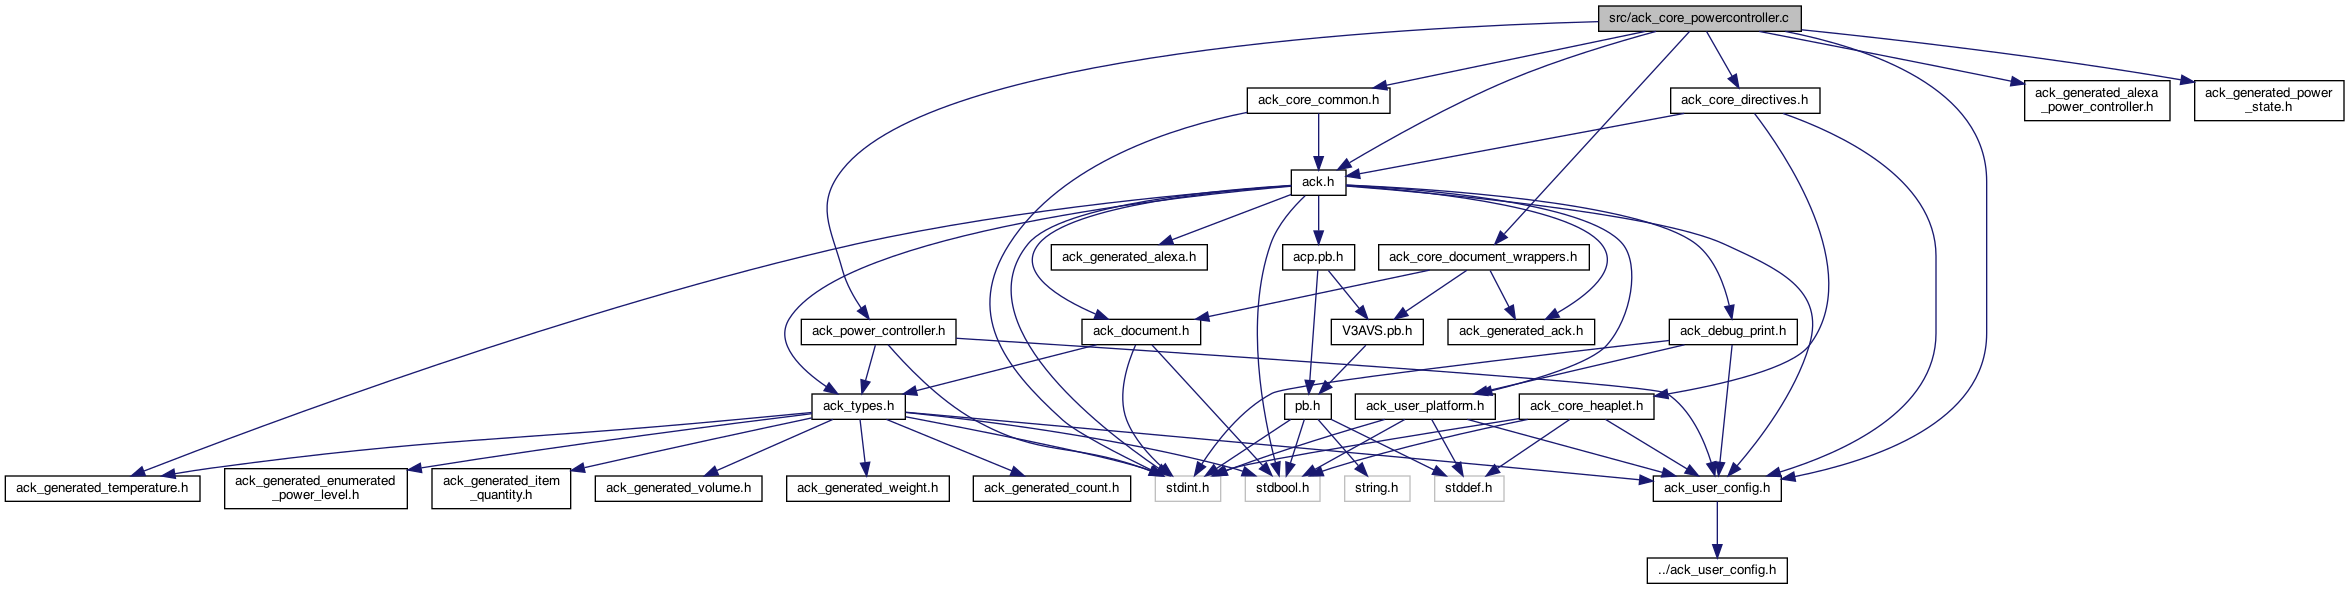 src/ack_core_powercontroller.c
ack_core_common.h
ack_core_directives.h
ack_generated_alexa
_power_controller.h
ack_generated_power
_state.h
ack.h
ack_generated_alexa.h
acp.pb.h
ack_core_document_wrappers.h
ack_power_controller.h
ack_document.h
V3AVS.pb.h
ack_generated_ack.h
ack_debug_print.h
ack_types.h
pb.h
ack_user_platform.h
ack_core_heaplet.h
ack_generated_temperature.h
ack_generated_enumerated
_power_level.h
ack_generated_item
_quantity.h
ack_generated_volume.h
ack_generated_weight.h
ack_generated_count.h
stdint.h
stdbool.h
string.h
stddef.h
ack_user_config.h
../ack_user_config.h